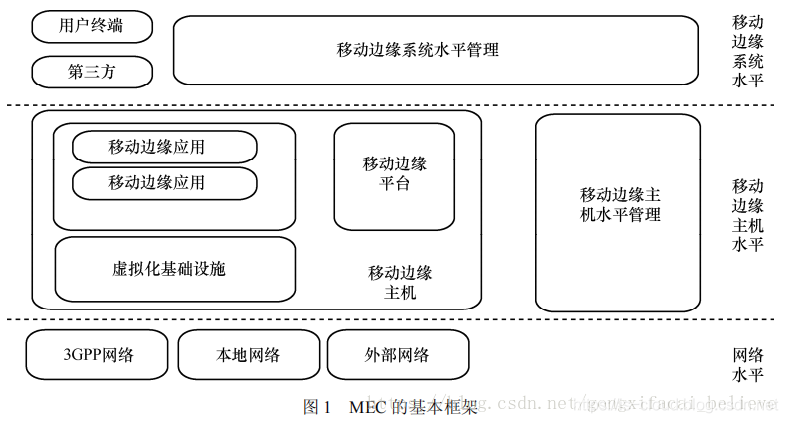 用户终端
第三方
移动边缘系统水平管理
移动
边缘
系统
水平
移动边缘应用
移动边缘应用
移动边缘
平台
虚拟化基础设施
移动边缘
主机
移动边缘主
机水平管理
移动
边缘
主机
水平
3GPP网络
本地网络
外部网络
网络
水平
图 1 MEC 的基本框架